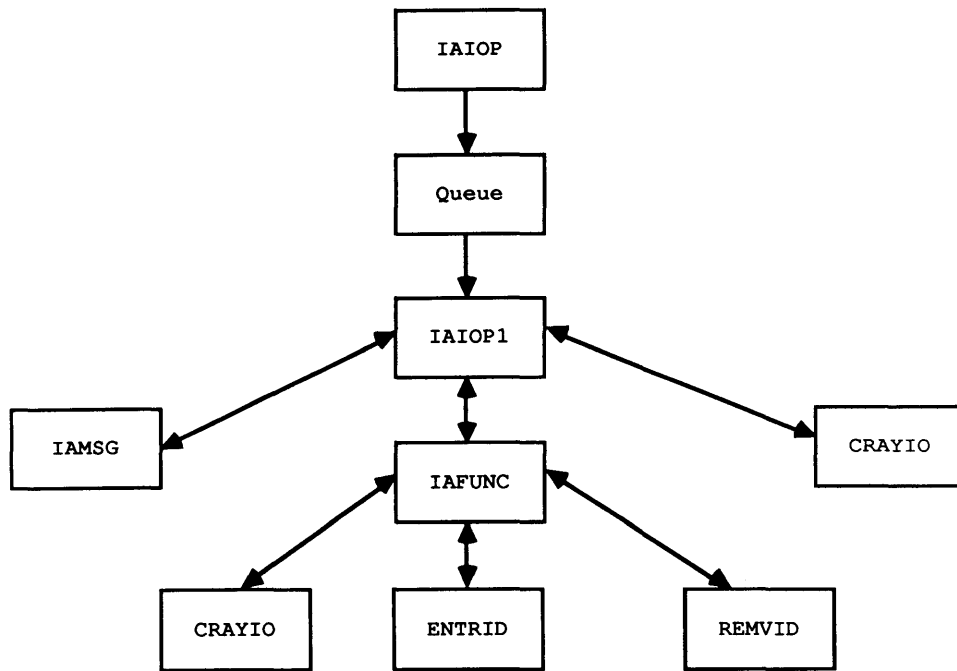 IAIOP
Queue
IAIOP1
IAMSG
CRAYIO
IAFUNC
CRAYIO
ENTRID
REMVID